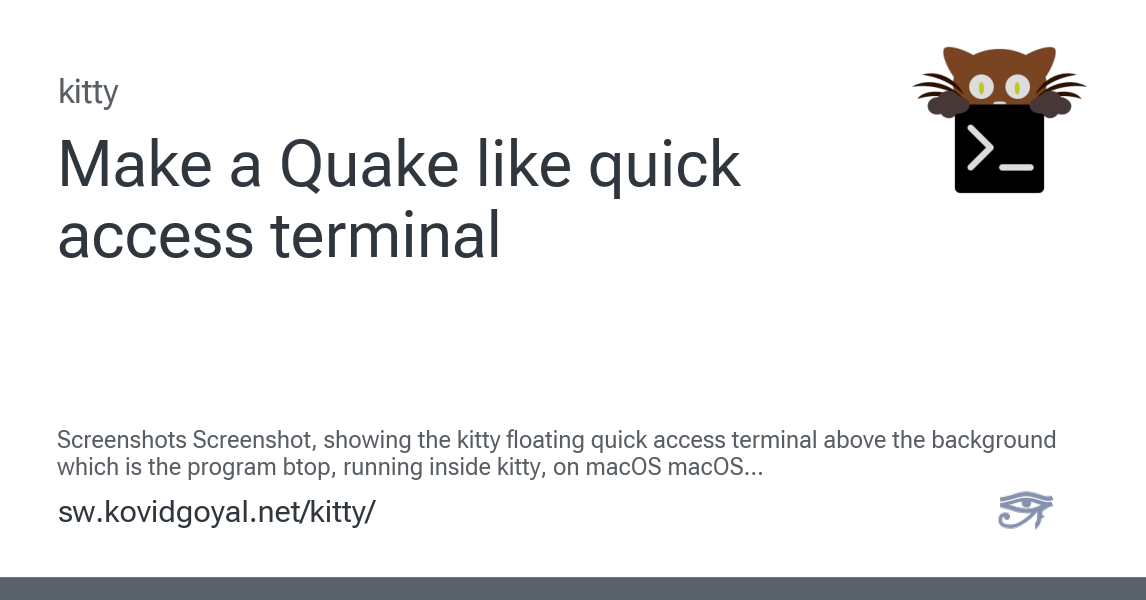 kitty
Make a Quake like quick
access terminal
Screenshots Screenshot, showing the kitty floating quick access terminal above the background
which is the program btop, running inside kitty, on macOS macOS...
sw.kovidgoyal.net/kitty/